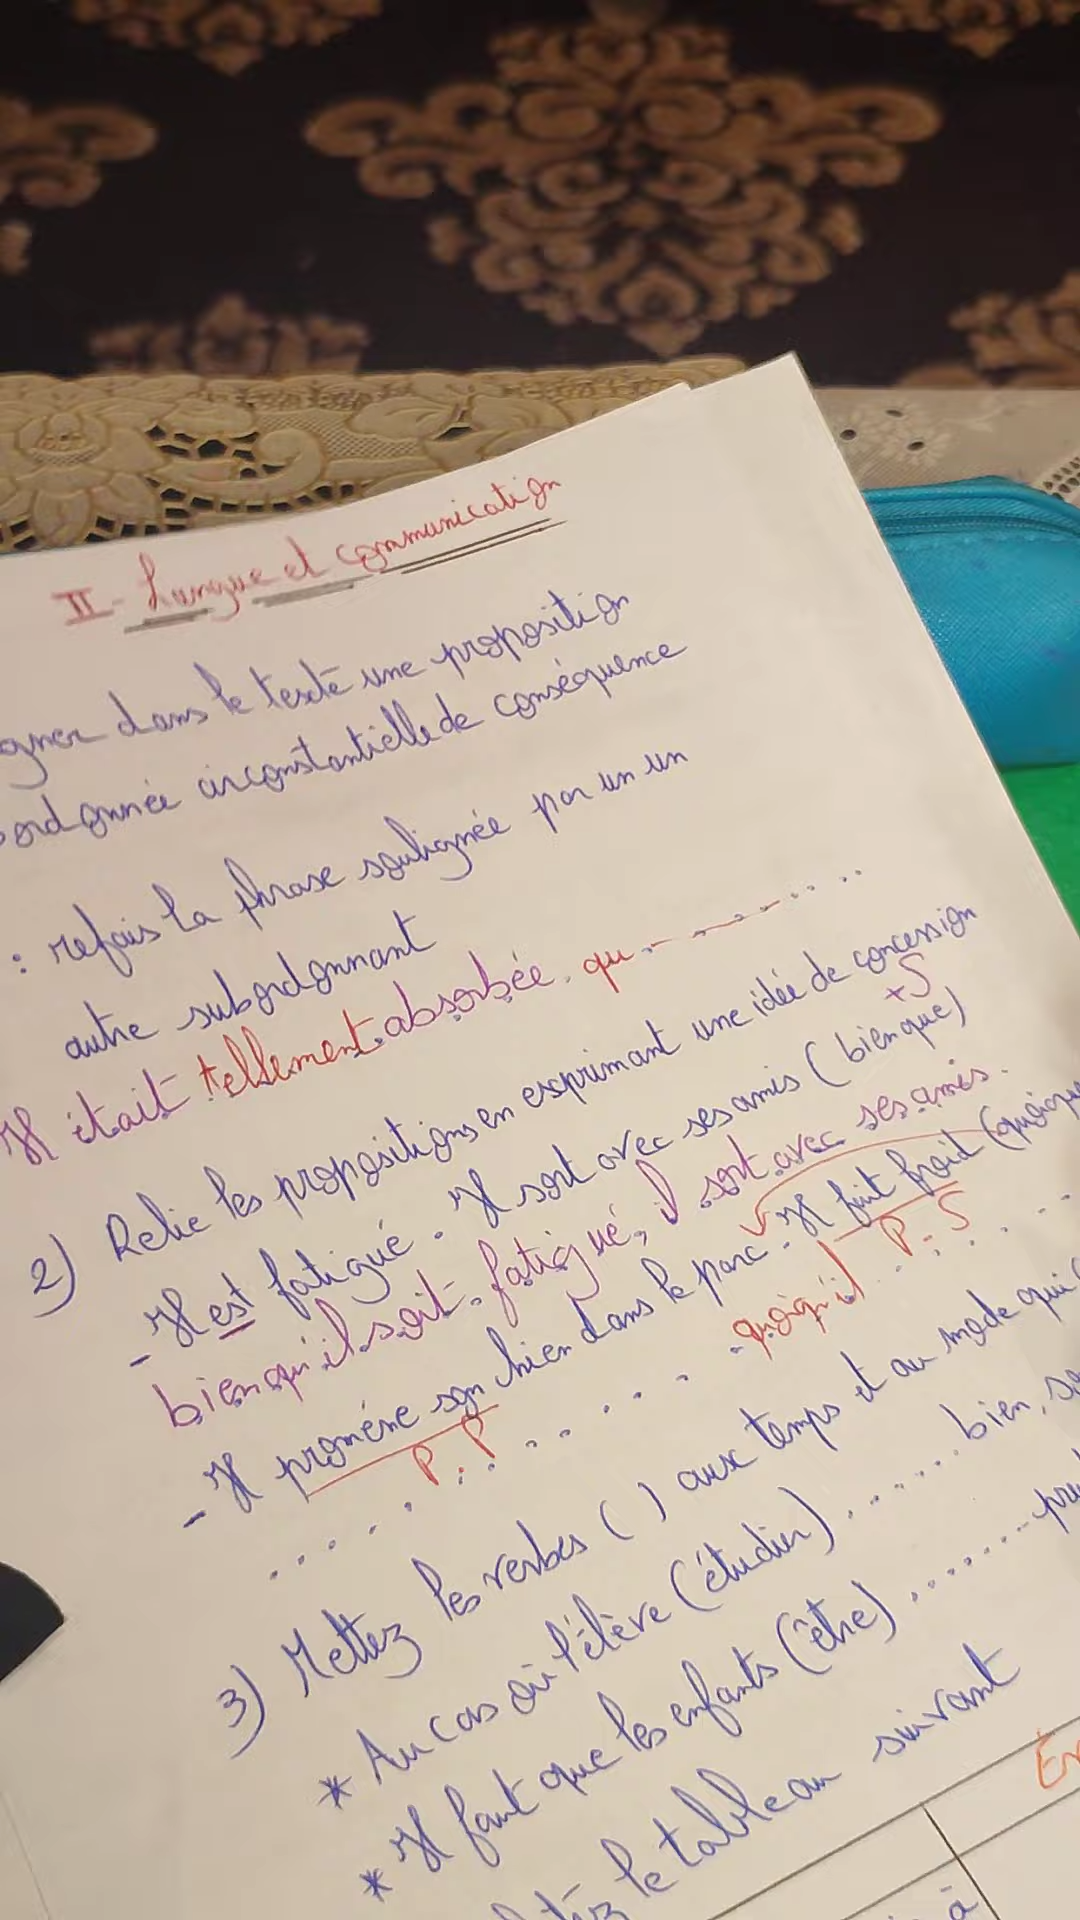 II- Langue et communication
gner dans le texte une proposition
ordonnée circonstantielle de conséquence
: refais la phrase soulignée par un un
autre subordonnant
Il était tellement absorbée qu
2) Relie les propositions en exprimant une idée de concession
+S
- Il est fatigué. Il sort avec ses amis (bien que)
bien qu'il soit fatigué, il sort avec ses amis.
- Il promène son chien dans le parc - Il fait froid (quoique
P.P quoiqu'il P-S
3) Mettez les verbes ( ) aux temps et au mode qui
* Au cas où l'élève (étudier) ........ bien,
* Il faut que les enfants (être) ........
le tableau suivant
à